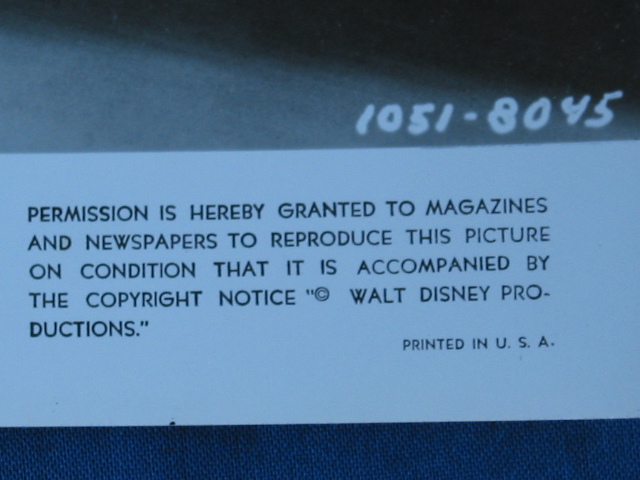 1051-8045
PERMISSION IS HEREBY GRANTED TO MAGAZINES
AND NEWSPAPERS TO REPRODUCE THIS PICTURE
ON CONDITION THAT IT IS ACCOMPANIED BY
THE COPYRIGHT NOTICE "© WALT DISNEY PRO-
DUCTIONS."
PRINTED IN U. S. A.